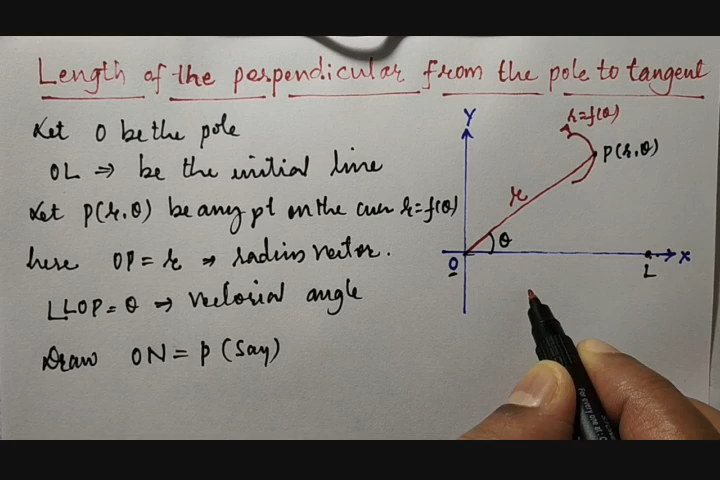 Length of the perpendicular from the pole to tangent
Let O be the pole
OL ⇒ be the initial line
Let P(r,θ) be any pt on the curve r=f(θ)
here OP = r ⇒ radius vector.
∠LOP = θ ⇒ vectorial angle
Draw ON = p (say)
Y
r=f(θ)
P(r,θ)
r
θ
O
L
X